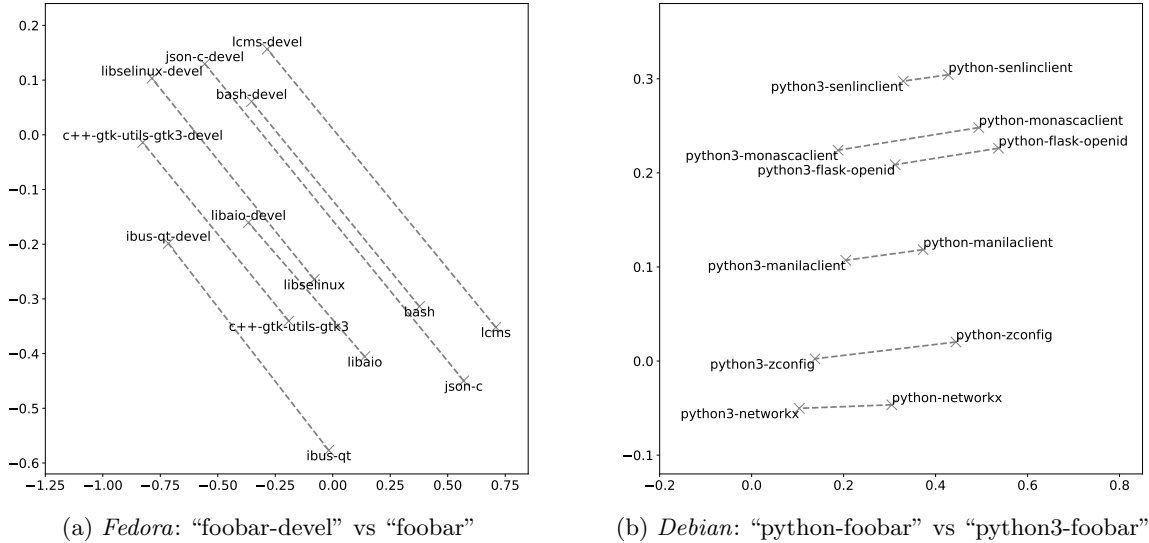 0.2
0.1
0.0
−0.1
−0.2
−0.3
−0.4
−0.5
−0.6
−1.25 −1.00 −0.75 −0.50 −0.25 0.00 0.25 0.50 0.75
lcms-devel
json-c-devel
libselinux-devel
bash-devel
c++-gtk-utils-gtk3-devel
libaio-devel
ibus-qt-devel
libselinux
bash
c++-gtk-utils-gtk3
lcms
libaio
json-c
ibus-qt
(a) Fedora: “foobar-devel” vs “foobar”
0.3
0.2
0.1
0.0
−0.1
−0.2 0.0 0.2 0.4 0.6 0.8
python-senlinclient
python3-senlinclient
python-monascaclient
python-flask-openid
python3-monascaclient
python3-flask-openid
python-manilaclient
python3-manilaclient
python-zconfig
python3-zconfig
python-networkx
python3-networkx
(b) Debian: “python-foobar” vs “python3-foobar”